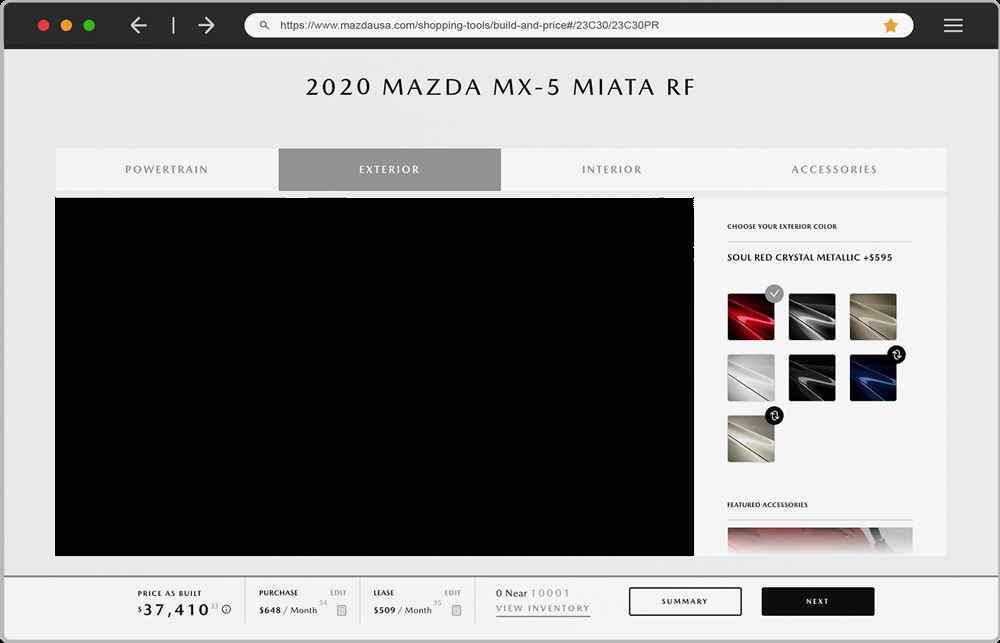 https://www.mazdausa.com/shopping-tools/build-and-price#/23C30/23C30PR
2020 MAZDA MX-5 MIATA RF
POWERTRAIN
EXTERIOR
INTERIOR
ACCESSORIES
CHOOSE YOUR EXTERIOR COLOR
SOUL RED CRYSTAL METALLIC +$595
FEATURED ACCESSORIES
PRICE AS BUILT
$37,410 33
PURCHASE EDIT
$648 / Month 34
LEASE EDIT
$509 / Month 35
0 Near 10001
VIEW INVENTORY
SUMMARY
NEXT